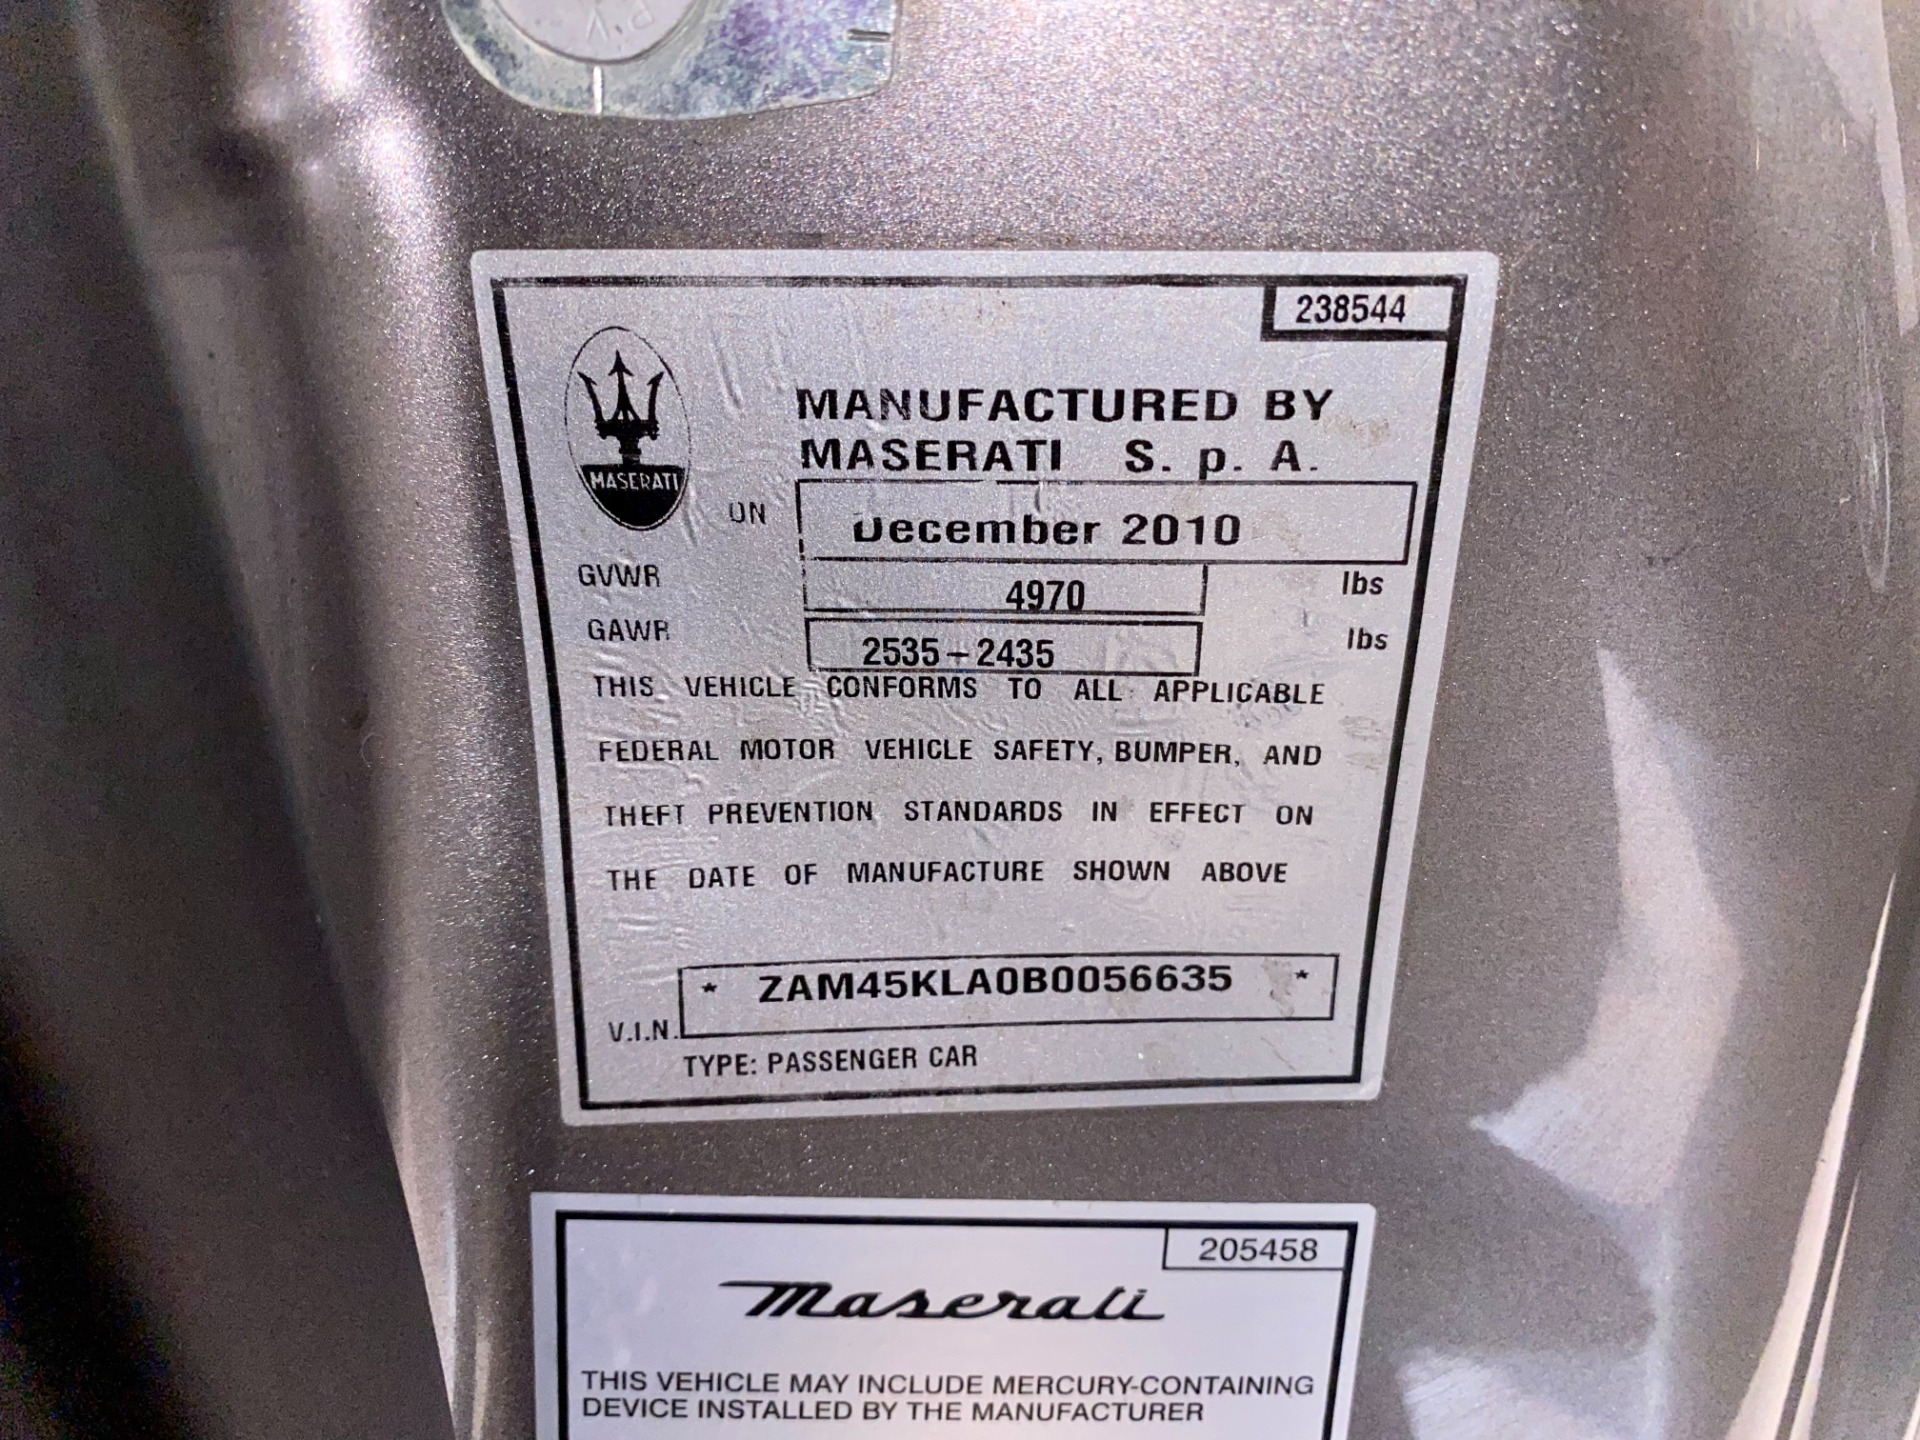 238544
MASERATI
MANUFACTURED BY
MASERATI S. p. A.
ON December 2010
GVWR 4970 lbs
GAWR 2535-2435 lbs
THIS VEHICLE CONFORMS TO ALL APPLICABLE
FEDERAL MOTOR VEHICLE SAFETY, BUMPER, AND
THEFT PREVENTION STANDARDS IN EFFECT ON
THE DATE OF MANUFACTURE SHOWN ABOVE
V.I.N. * ZAM45KLA0B0056635 *
TYPE: PASSENGER CAR
205458
Maserati
THIS VEHICLE MAY INCLUDE MERCURY-CONTAINING
DEVICE INSTALLED BY THE MANUFACTURER